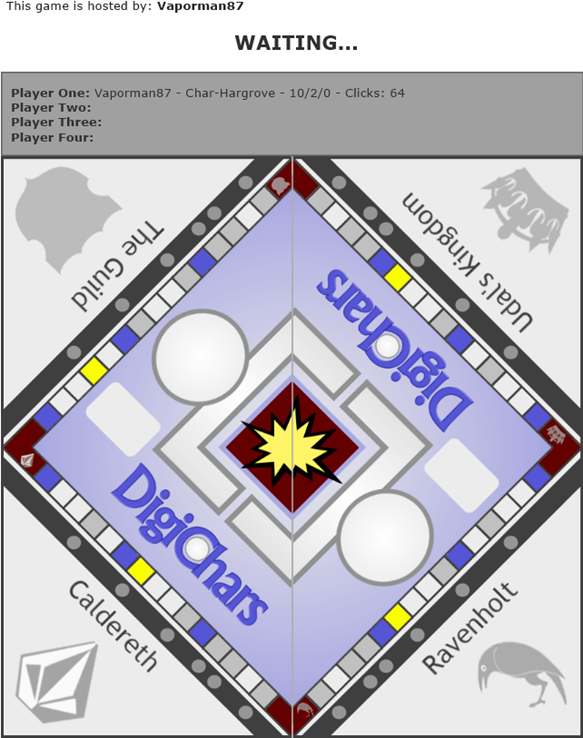 This game is hosted by: Vaporman87
WAITING...
Player One: Vaporman87 - Char-Hargrove - 10/2/0 - Clicks: 64
Player Two:
Player Three:
Player Four:
The Guild
Udal's Kingdom
DigiChars
DigiChars
Caldereth
Ravenholt